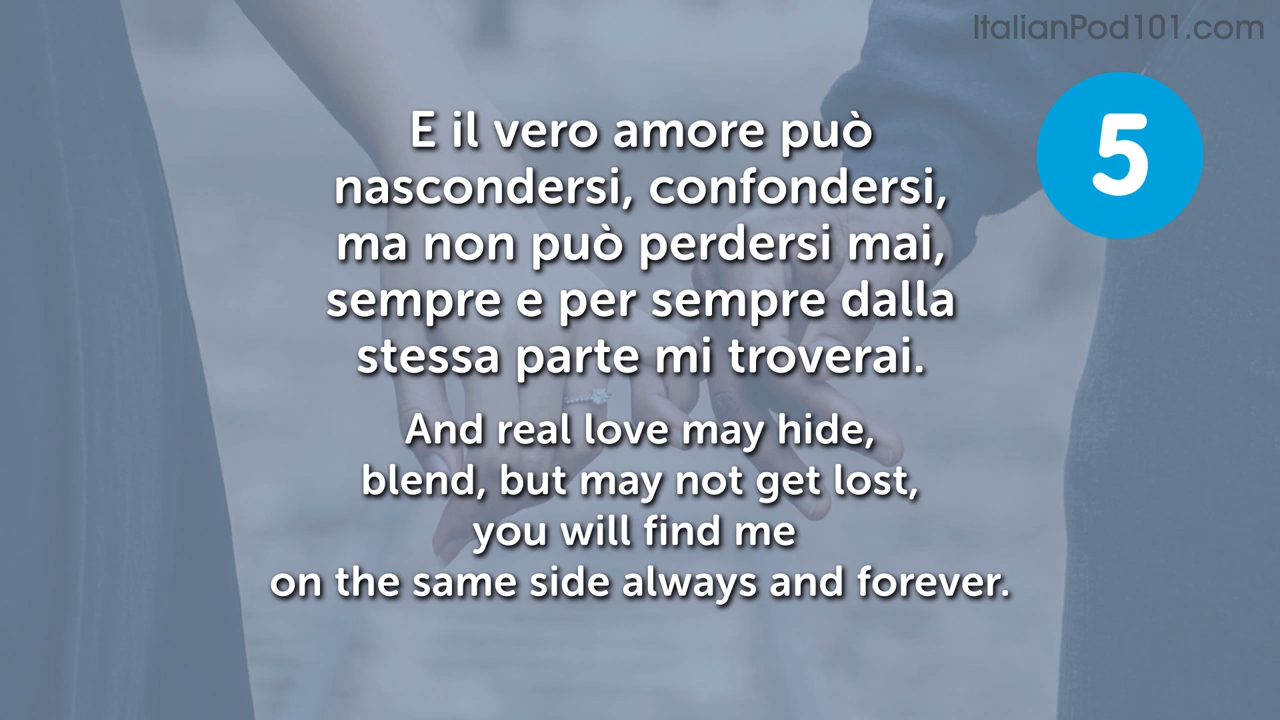 ItalianPod101.com
5
E il vero amore può
nascondersi, confondersi,
ma non può perdersi mai,
sempre e per sempre dalla
stessa parte mi troverai.
And real love may hide,
blend, but may not get lost,
you will find me
on the same side always and forever.